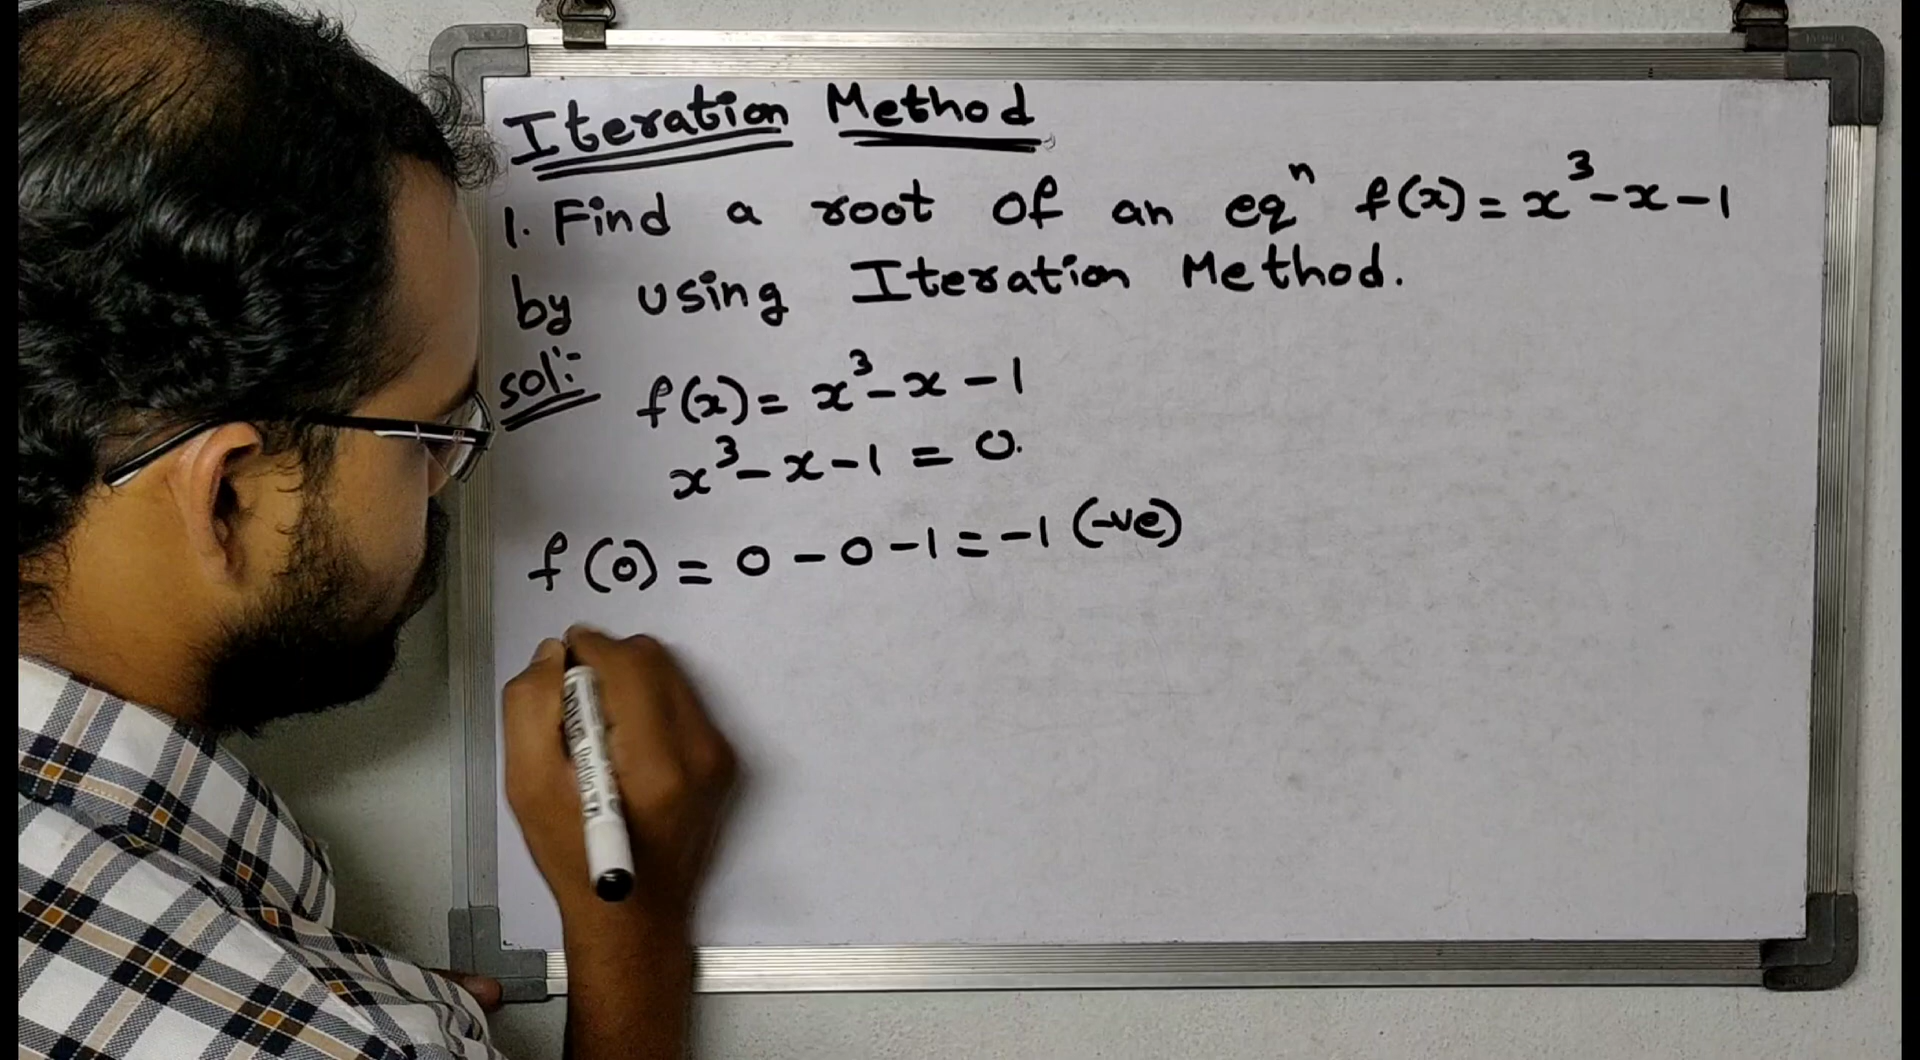 Iteration Method
1. Find a root of an eqⁿ f(x) = x³-x-1
by using Iteration Method.
sol:- f(x) = x³-x-1
x³-x-1 = 0.
f(0) = 0-0-1 = -1 (-ve)